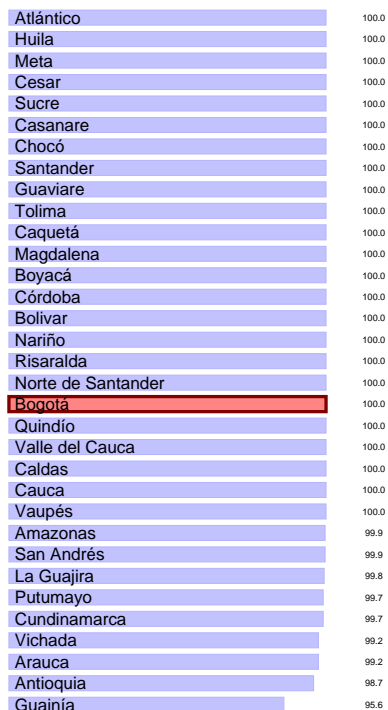 Atlántico 100.0
Huila 100.0
Meta 100.0
Cesar 100.0
Sucre 100.0
Casanare 100.0
Chocó 100.0
Santander 100.0
Guaviare 100.0
Tolima 100.0
Caquetá 100.0
Magdalena 100.0
Boyacá 100.0
Córdoba 100.0
Bolivar 100.0
Nariño 100.0
Risaralda 100.0
Norte de Santander 100.0
Bogotá 100.0
Quindío 100.0
Valle del Cauca 100.0
Caldas 100.0
Cauca 100.0
Vaupés 100.0
Amazonas 99.9
San Andrés 99.9
La Guajira 99.8
Putumayo 99.7
Cundinamarca 99.7
Vichada 99.2
Arauca 99.2
Antioquia 98.7
Guainía 95.6